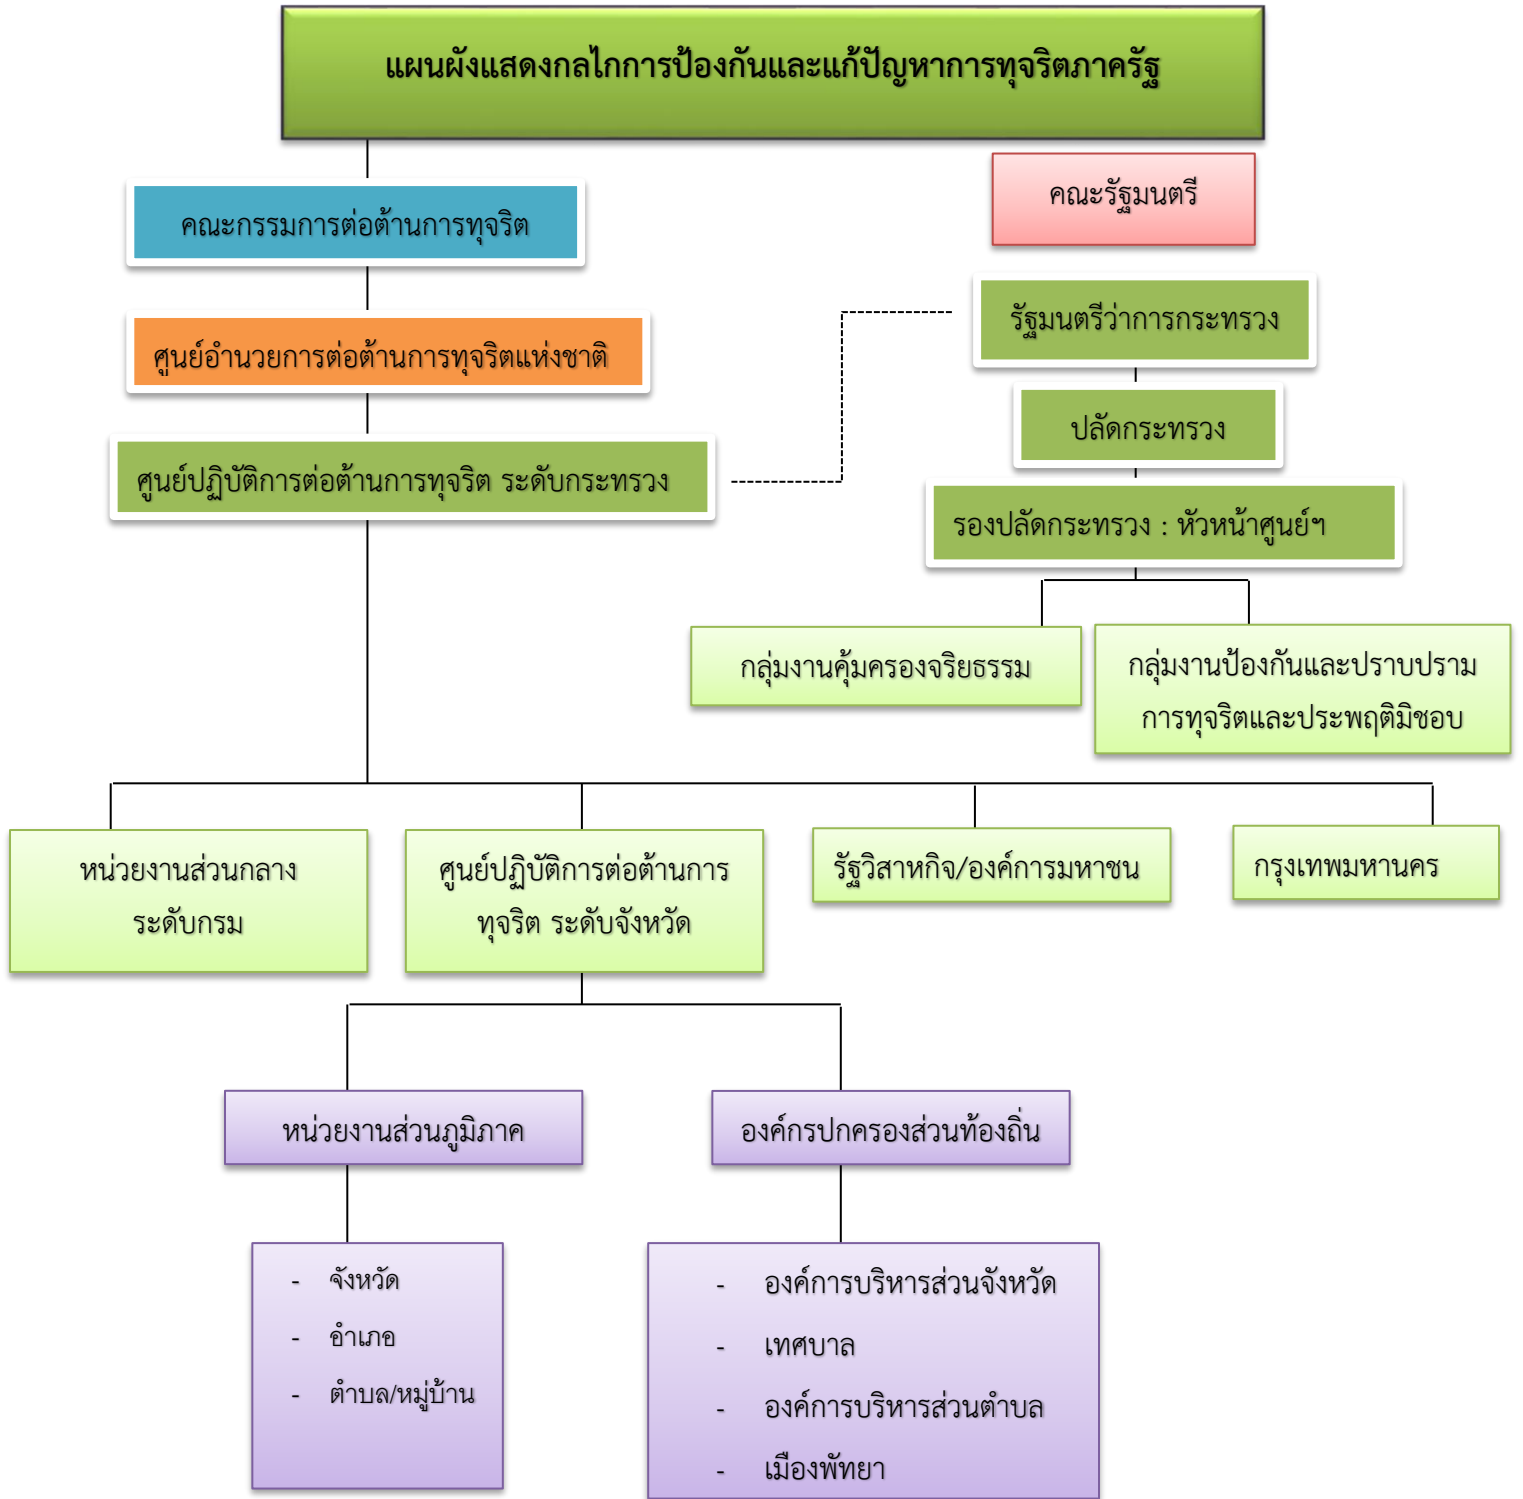 แผนผังแสดงกลไกการป้องกันและแก้ปัญหาการทุจริตภาครัฐ
คณะรัฐมนตรี
คณะกรรมการต่อต้านการทุจริต
รัฐมนตรีว่าการกระทรวง
ศูนย์อำนวยการต่อต้านการทุจริตแห่งชาติ
ปลัดกระทรวง
ศูนย์ปฏิบัติการต่อต้านการทุจริต ระดับกระทรวง
รองปลัดกระทรวง : หัวหน้าศูนย์ฯ
กลุ่มงานคุ้มครองจริยธรรม
กลุ่มงานป้องกันและปราบปราม
การทุจริตและประพฤติมิชอบ
หน่วยงานส่วนกลาง
ระดับกรม
ศูนย์ปฏิบัติการต่อต้านการ
ทุจริต ระดับจังหวัด
รัฐวิสาหกิจ/องค์การมหาชน
กรุงเทพมหานคร
หน่วยงานส่วนภูมิภาค
องค์กรปกครองส่วนท้องถิ่น
- จังหวัด
- อำเภอ
- ตำบล/หมู่บ้าน
- องค์การบริหารส่วนจังหวัด
- เทศบาล
- องค์การบริหารส่วนตำบล
- เมืองพัทยา